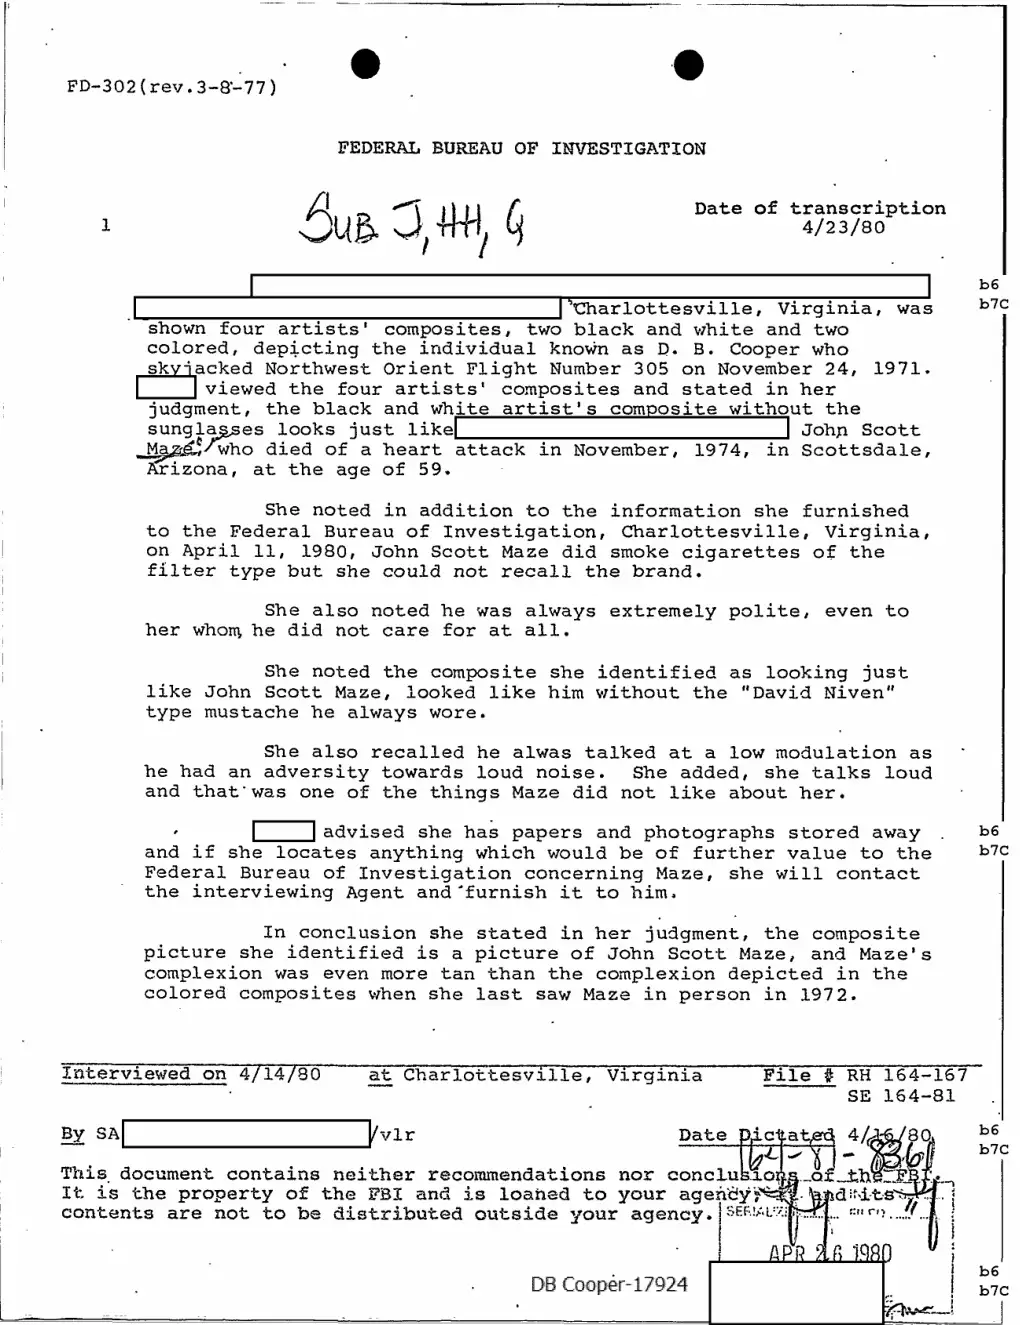 FD-302(rev.3-8-77)
FEDERAL BUREAU OF INVESTIGATION
1
SUB J, HH, G
Date of transcription
4/23/80
b6
b7C
Charlottesville, Virginia, was
shown four artists' composites, two black and white and two
colored, depicting the individual known as D. B. Cooper who
skyjacked Northwest Orient Flight Number 305 on November 24, 1971.
viewed the four artists' composites and stated in her
judgment, the black and white artist's composite without the
sunglasses looks just like John Scott
Maze, who died of a heart attack in November, 1974, in Scottsdale,
Arizona, at the age of 59.
She noted in addition to the information she furnished
to the Federal Bureau of Investigation, Charlottesville, Virginia,
on April 11, 1980, John Scott Maze did smoke cigarettes of the
filter type but she could not recall the brand.
She also noted he was always extremely polite, even to
her whom, he did not care for at all.
She noted the composite she identified as looking just
like John Scott Maze, looked like him without the "David Niven"
type mustache he always wore.
She also recalled he alwas talked at a low modulation as
he had an adversity towards loud noise. She added, she talks loud
and that was one of the things Maze did not like about her.
advised she has papers and photographs stored away
b6
b7C
and if she locates anything which would be of further value to the
Federal Bureau of Investigation concerning Maze, she will contact
the interviewing Agent and furnish it to him.
In conclusion she stated in her judgment, the composite
picture she identified is a picture of John Scott Maze, and Maze's
complexion was even more tan than the complexion depicted in the
colored composites when she last saw Maze in person in 1972.
Interviewed on 4/14/80 at Charlottesville, Virginia File # RH 164-167
SE 164-81
By SA /vlr Date Dictated 4/16/80
b6
b7C
164-81-8361
This document contains neither recommendations nor conclusions of the FBI.
It is the property of the FBI and is loaned to your agency; it and its
contents are not to be distributed outside your agency.
APR 26 1980
b6
b7C
DB Cooper-17924